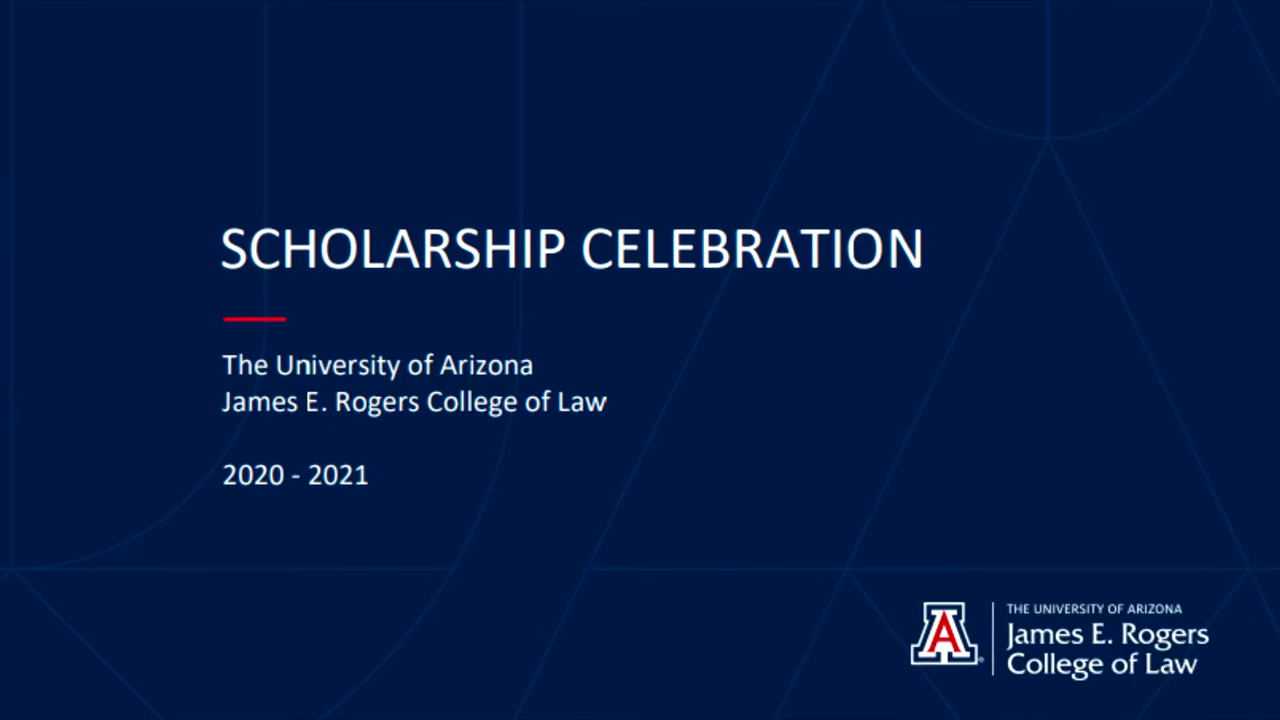 SCHOLARSHIP CELEBRATION
The University of Arizona
James E. Rogers College of Law
2020 - 2021
A
THE UNIVERSITY OF ARIZONA
James E. Rogers
College of Law